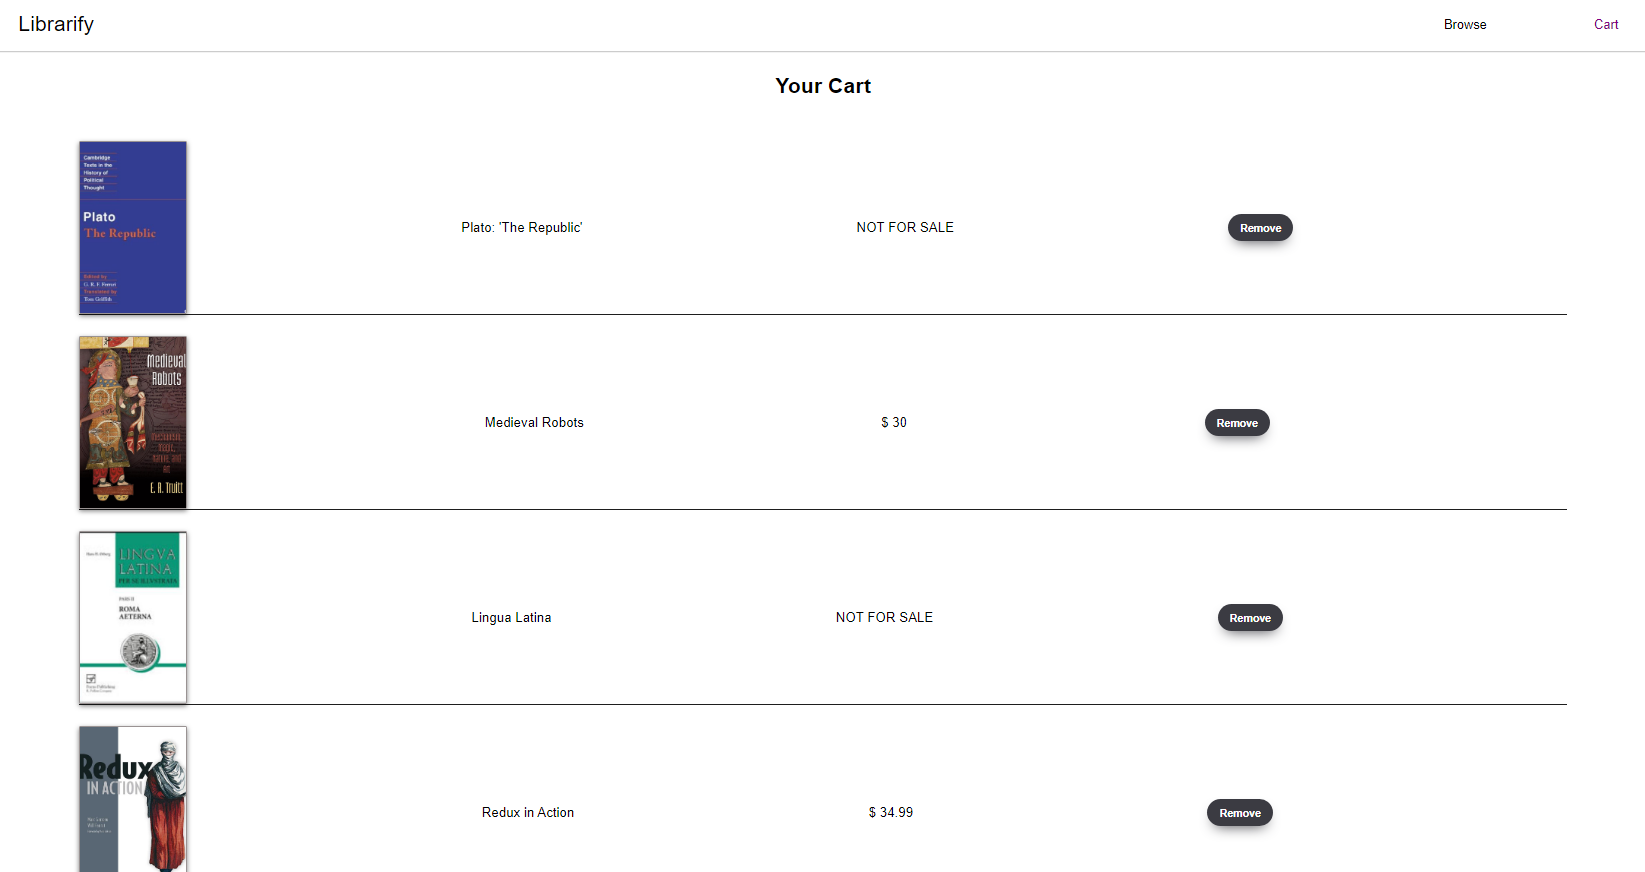 Librarify
Browse
Cart
Your Cart
Cambridge
Texts in the
History of
Political
Thought
Plato
The Republic
Edited by
G. R. F. Ferrari
Translated by
Tom Griffith
Plato: 'The Republic'
NOT FOR SALE
Remove
Medieval
Robots
E. R. Truitt
Medieval Robots
$ 30
Remove
LINGVA
LATINA
PER SE ILLVSTRATA
PARS II
ROMA
AETERNA
Lingua Latina
NOT FOR SALE
Remove
Redux
IN ACTION
Redux in Action
$ 34.99
Remove